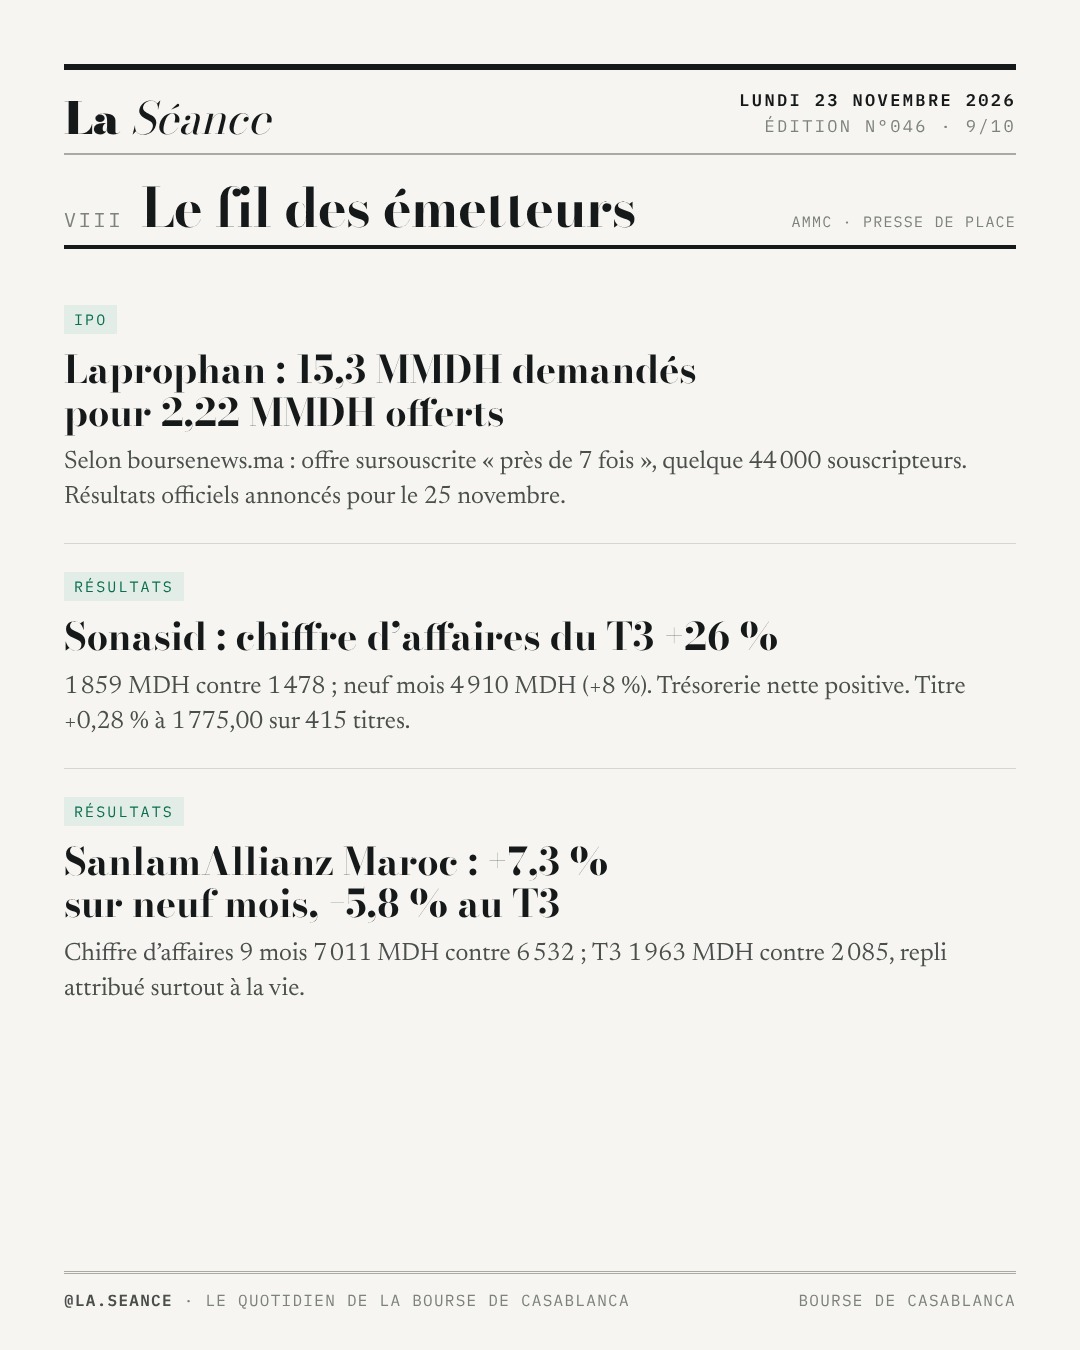 La Séance
LUNDI 23 NOVEMBRE 2026
ÉDITION N°046 · 9/10
VIII Le fil des émetteurs
AMMC · PRESSE DE PLACE
IPO
Laprophan : 15,3 MMDH demandés
pour 2,22 MMDH offerts
Selon boursenews.ma : offre sursouscrite « près de 7 fois », quelque 44 000 souscripteurs.
Résultats officiels annoncés pour le 25 novembre.
RÉSULTATS
Sonasid : chiffre d’affaires du T3 +26 %
1 859 MDH contre 1 478 ; neuf mois 4 910 MDH (+8 %). Trésorerie nette positive. Titre
+0,28 % à 1 775,00 sur 415 titres.
RÉSULTATS
SanlamAllianz Maroc : +7,3 %
sur neuf mois, −5,8 % au T3
Chiffre d’affaires 9 mois 7 011 MDH contre 6 532 ; T3 1 963 MDH contre 2 085, repli
attribué surtout à la vie.
@LA.SEANCE · LE QUOTIDIEN DE LA BOURSE DE CASABLANCA
BOURSE DE CASABLANCA